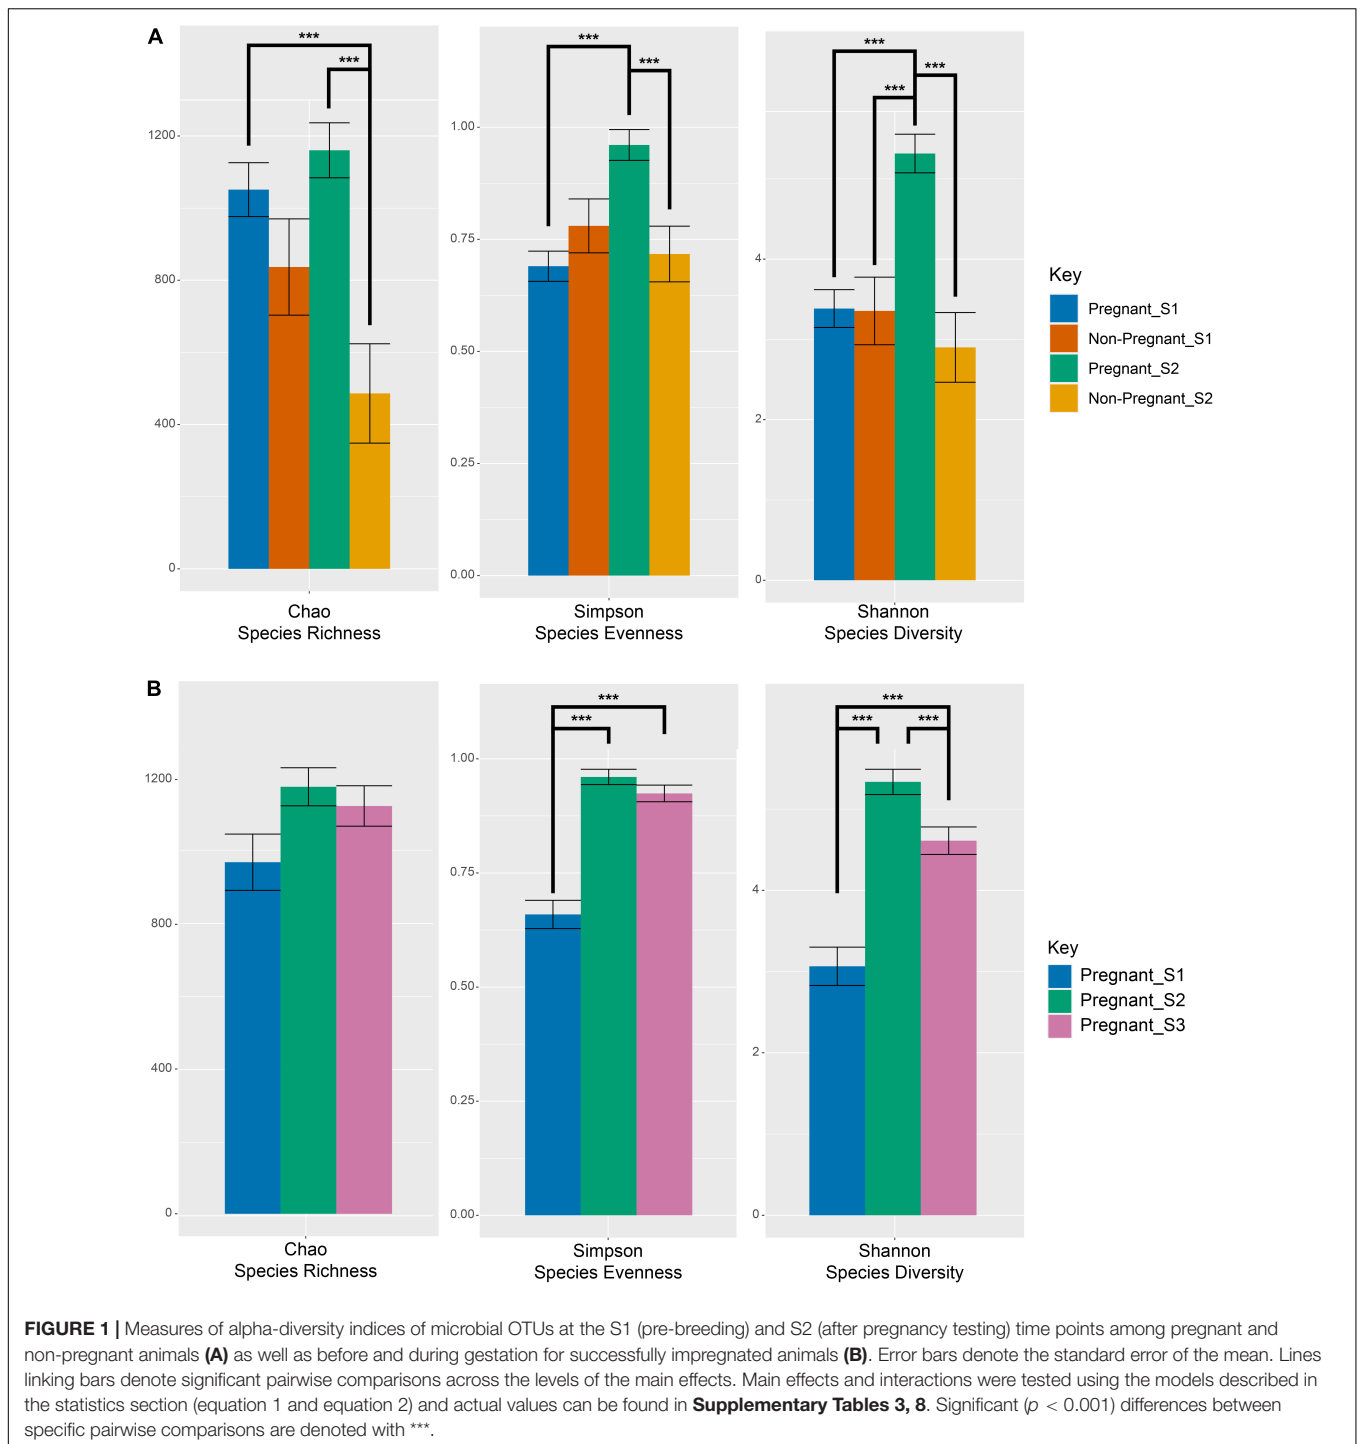 A
***
***
1200
800
400
0
Chao
Species Richness
***
***
1.00
0.75
0.50
0.25
0.00
Simpson
Species Evenness
***
***
***
4
2
0
Shannon
Species Diversity
Key
Pregnant_S1
Non-Pregnant_S1
Pregnant_S2
Non-Pregnant_S2
B
1200
800
400
0
Chao
Species Richness
***
***
1.00
0.75
0.50
0.25
0.00
Simpson
Species Evenness
***
***
***
4
2
0
Shannon
Species Diversity
Key
Pregnant_S1
Pregnant_S2
Pregnant_S3
FIGURE 1 | Measures of alpha-diversity indices of microbial OTUs at the S1 (pre-breeding) and S2 (after pregnancy testing) time points among pregnant and
non-pregnant animals (A) as well as before and during gestation for successfully impregnated animals (B). Error bars denote the standard error of the mean. Lines
linking bars denote significant pairwise comparisons across the levels of the main effects. Main effects and interactions were tested using the models described in
the statistics section (equation 1 and equation 2) and actual values can be found in Supplementary Tables 3, 8. Significant (p < 0.001) differences between
specific pairwise comparisons are denoted with ***.